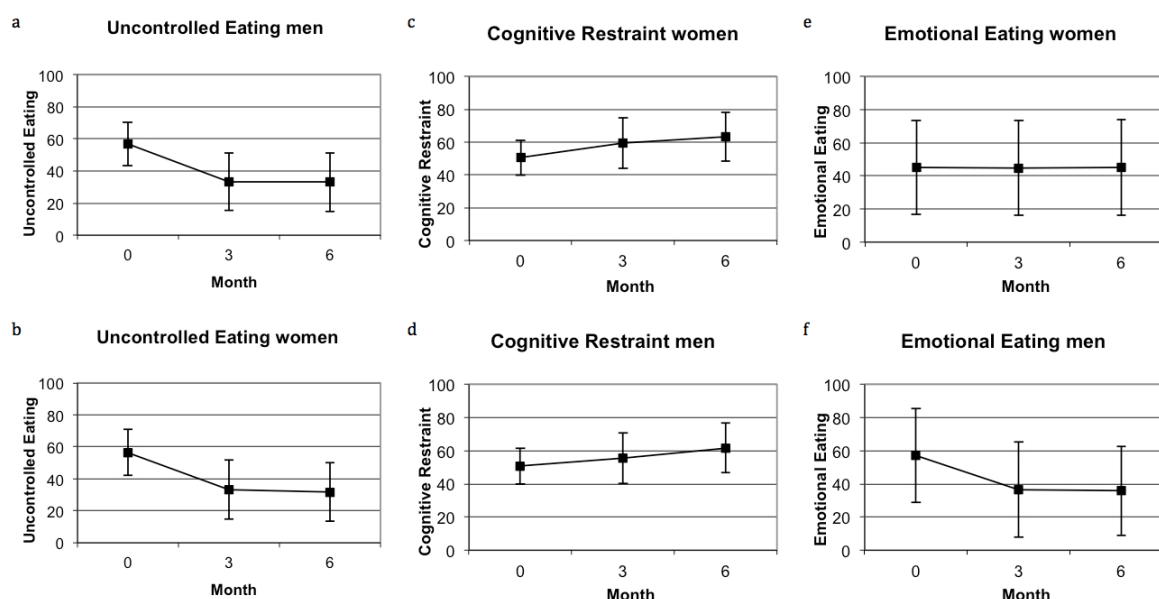 a
Uncontrolled Eating men
Uncontrolled Eating
100
80
60
40
20
0
0 3 6
Month
c
Cognitive Restraint women
Cognitive Restraint
100
80
60
40
20
0
0 3 6
Month
e
Emotional Eating women
Emotional Eating
100
80
60
40
20
0
0 3 6
Month
b
Uncontrolled Eating women
Uncontrolled Eating
100
80
60
40
20
0
0 3 6
Month
d
Cognitive Restraint men
Cognitive Restraint
100
80
60
40
20
0
0 3 6
Month
f
Emotional Eating men
Emotional Eating
100
80
60
40
20
0
0 3 6
Month